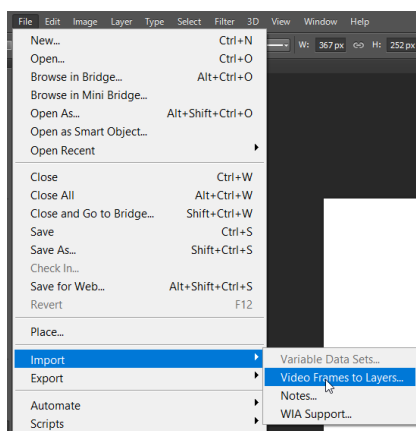 File Edit Image Layer Type Select Filter 3D View Window Help
W: 367 px H: 252 px
New... Ctrl+N
Open... Ctrl+O
Browse in Bridge... Alt+Ctrl+O
Browse in Mini Bridge...
Open As... Alt+Shift+Ctrl+O
Open as Smart Object...
Open Recent
Close Ctrl+W
Close All Alt+Ctrl+W
Close and Go to Bridge... Shift+Ctrl+W
Save Ctrl+S
Save As... Shift+Ctrl+S
Check In...
Save for Web... Alt+Shift+Ctrl+S
Revert F12
Place...
Import
Export
Automate
Scripts
Variable Data Sets...
Video Frames to Layers...
Notes...
WIA Support...